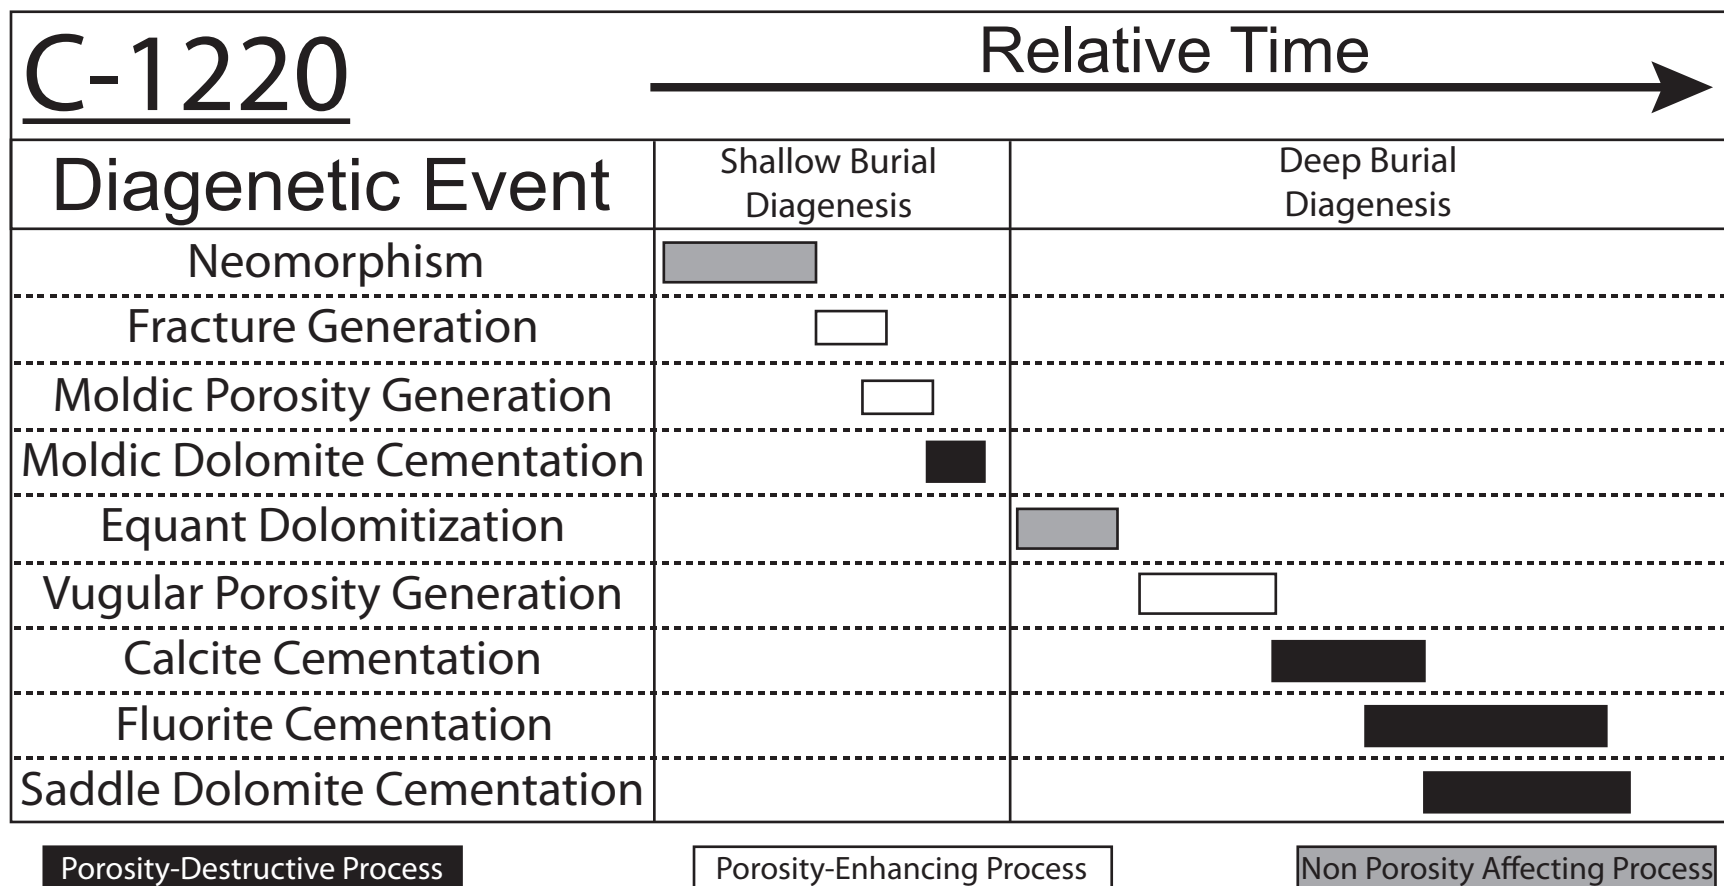 C-1220
Relative Time
Diagenetic Event
Shallow Burial
Diagenesis
Deep Burial
Diagenesis
Neomorphism
Fracture Generation
Moldic Porosity Generation
Moldic Dolomite Cementation
Equant Dolomitization
Vugular Porosity Generation
Calcite Cementation
Fluorite Cementation
Saddle Dolomite Cementation
Porosity-Destructive Process
Porosity-Enhancing Process
Non Porosity Affecting Process